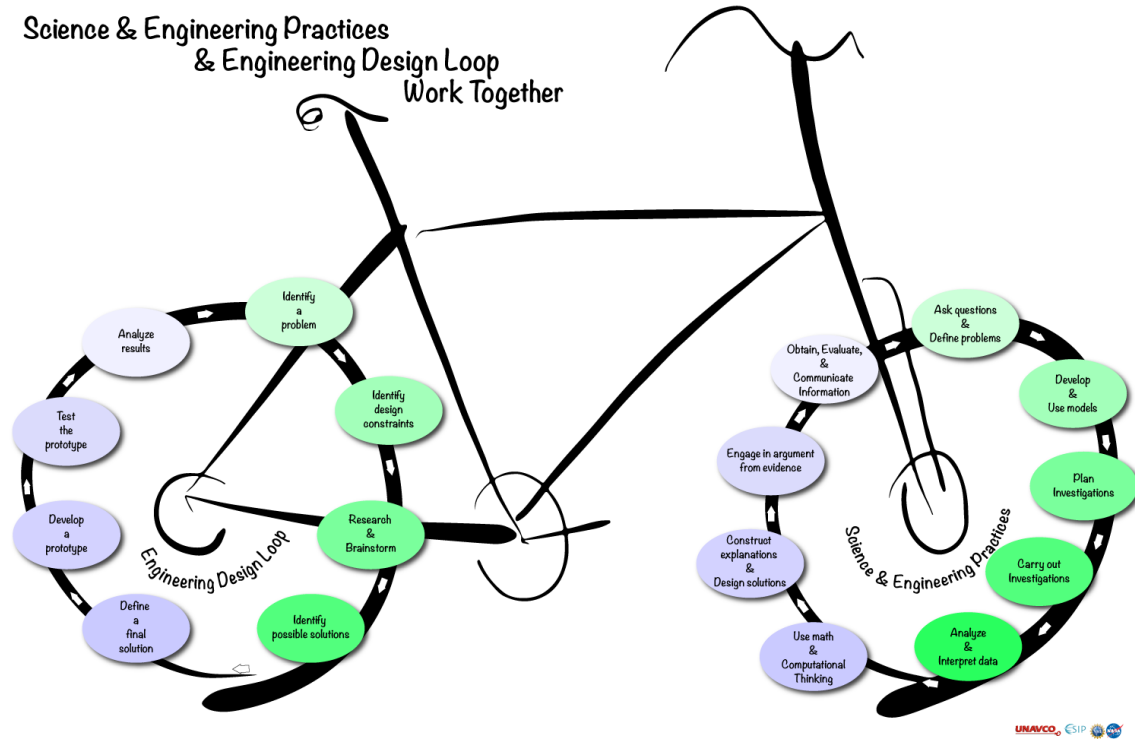 Science & Engineering Practices
& Engineering Design Loop
Work Together
Identify
a
problem
Identify
design
constraints
Research
&
Brainstorm
Identify
possible solutions
Define
a
final
solution
Develop
a
prototype
Test
the
prototype
Analyze
results
Engineering Design Loop
Ask questions
&
Define problems
Develop
&
Use models
Plan
Investigations
Carry out
Investigations
Analyze
&
Interpret data
Use math
&
Computational
Thinking
Construct
explanations
&
Design solutions
Engage in argument
from evidence
Obtain, Evaluate,
&
Communicate
Information
Science & Engineering Practices
UNAVCO ESIP NASA